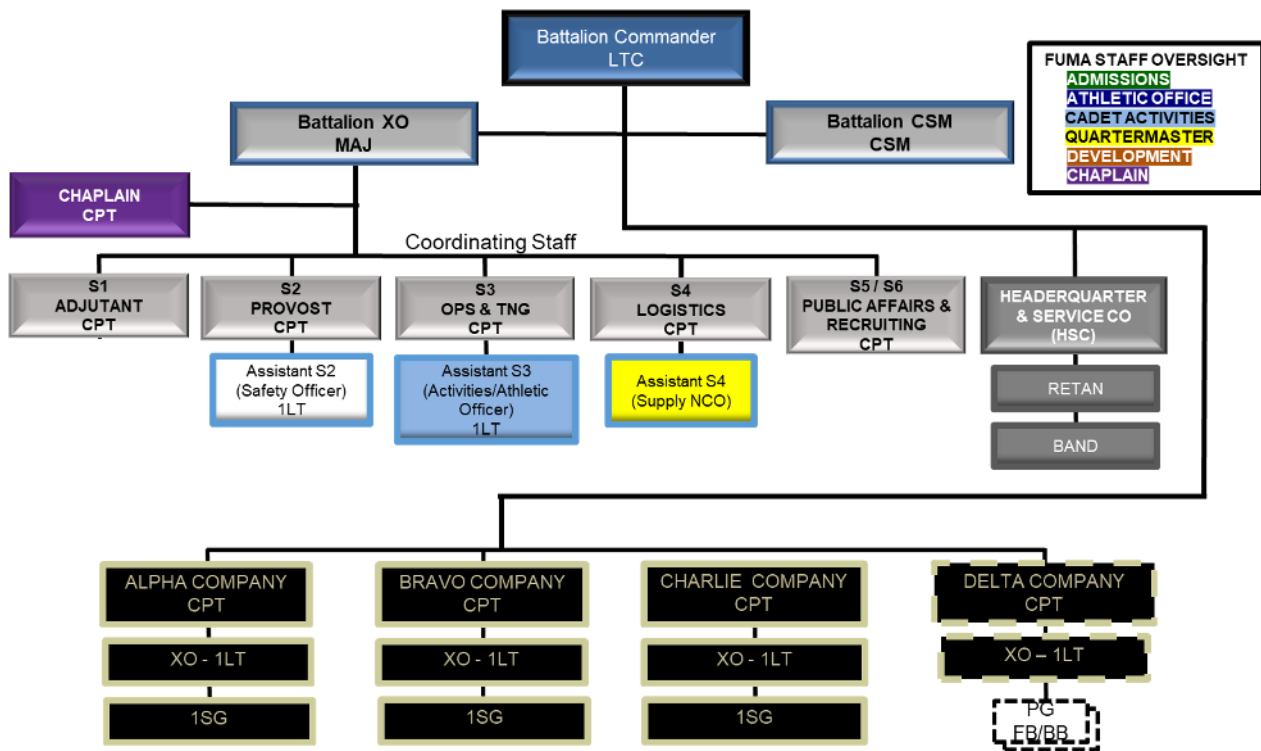 Battalion Commander
LTC
FUMA STAFF OVERSIGHT
ADMISSIONS
ATHLETIC OFFICE
CADET ACTIVITIES
QUARTERMASTER
DEVELOPMENT
CHAPLAIN
Battalion XO
MAJ
Battalion CSM
CSM
CHAPLAIN
CPT
Coordinating Staff
S1
ADJUTANT
CPT
S2
PROVOST
CPT
S3
OPS & TNG
CPT
S4
LOGISTICS
CPT
S5 / S6
PUBLIC AFFAIRS &
RECRUITING
CPT
HEADERQUARTER
& SERVICE CO
(HSC)
Assistant S2
(Safety Officer)
1LT
Assistant S3
(Activities/Athletic
Officer)
1LT
Assistant S4
(Supply NCO)
RETAN
BAND
ALPHA COMPANY
CPT
BRAVO COMPANY
CPT
CHARLIE COMPANY
CPT
DELTA COMPANY
CPT
XO - 1LT
XO - 1LT
XO - 1LT
XO – 1LT
1SG
1SG
1SG
PG
FB/BB